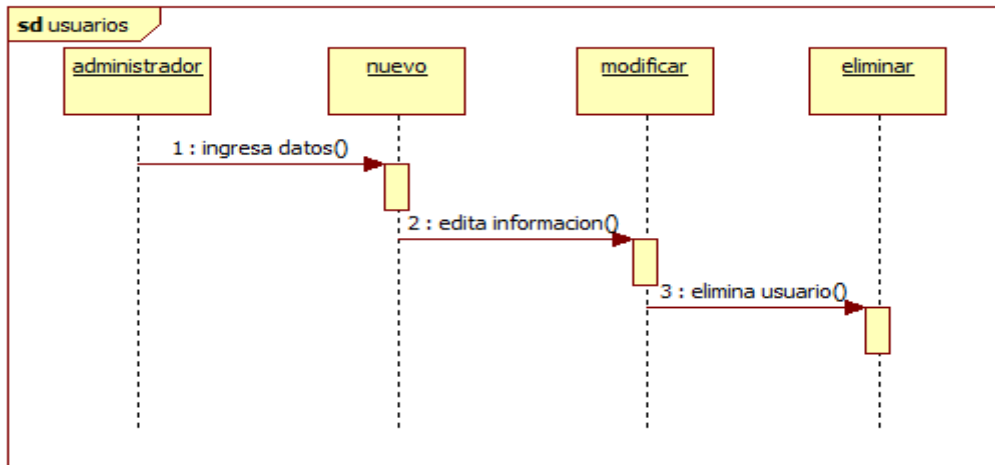 sd usuarios
administrador
nuevo
modificar
eliminar
1 : ingresa datos()
2 : edita informacion()
3 : elimina usuario()